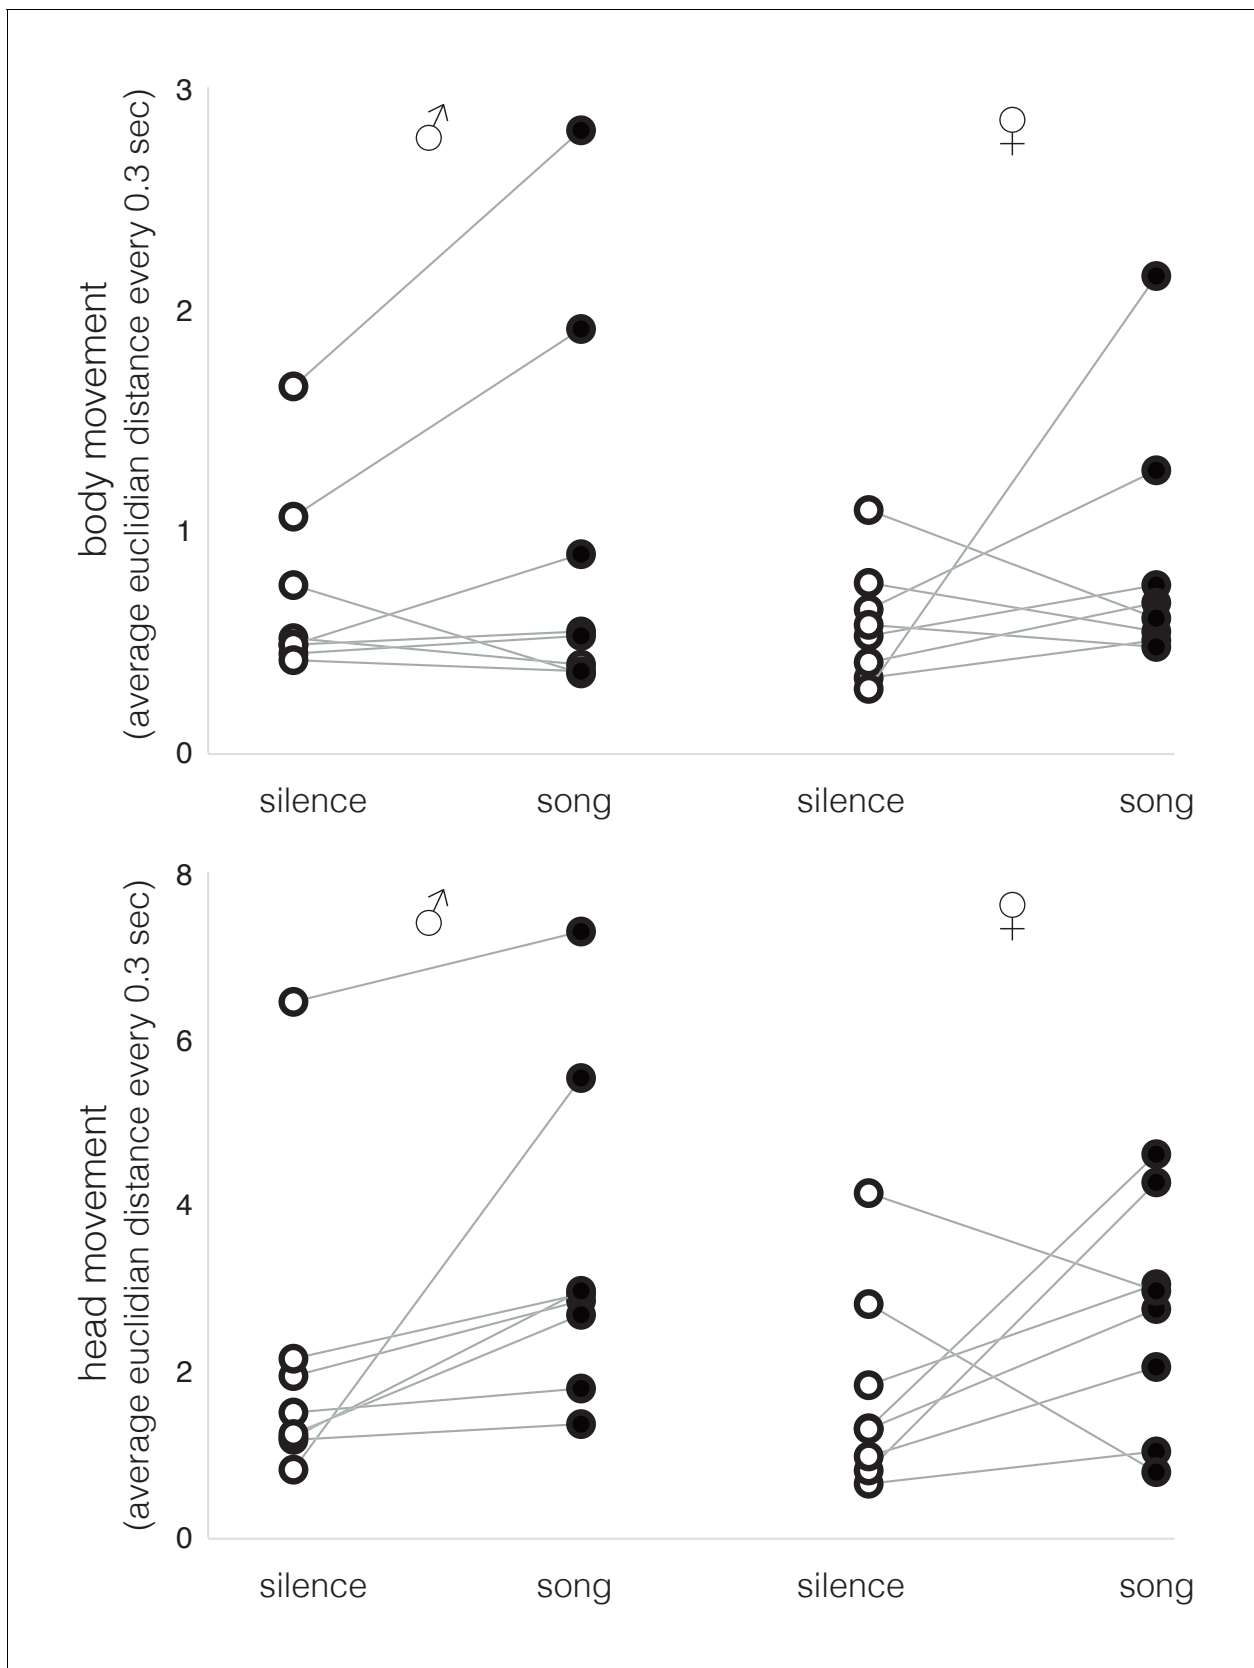 body movement
(average euclidian distance every 0.3 sec)
3
2
1
0
♂
♀
silence
song
silence
song
head movement
(average euclidian distance every 0.3 sec)
8
6
4
2
0
♂
♀
silence
song
silence
song